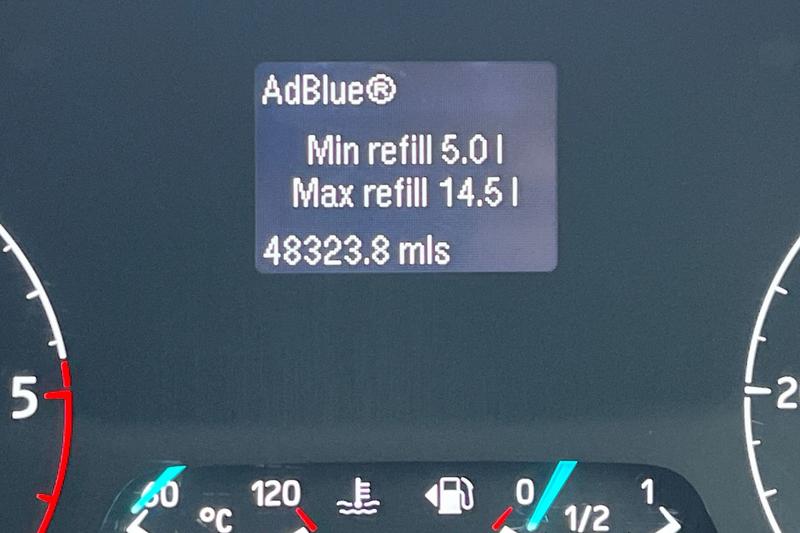 AdBlue®
Min refill 5.0 l
Max refill 14.5 l
48323.8 mls
5
2
60 120 0 1
°C 1/2